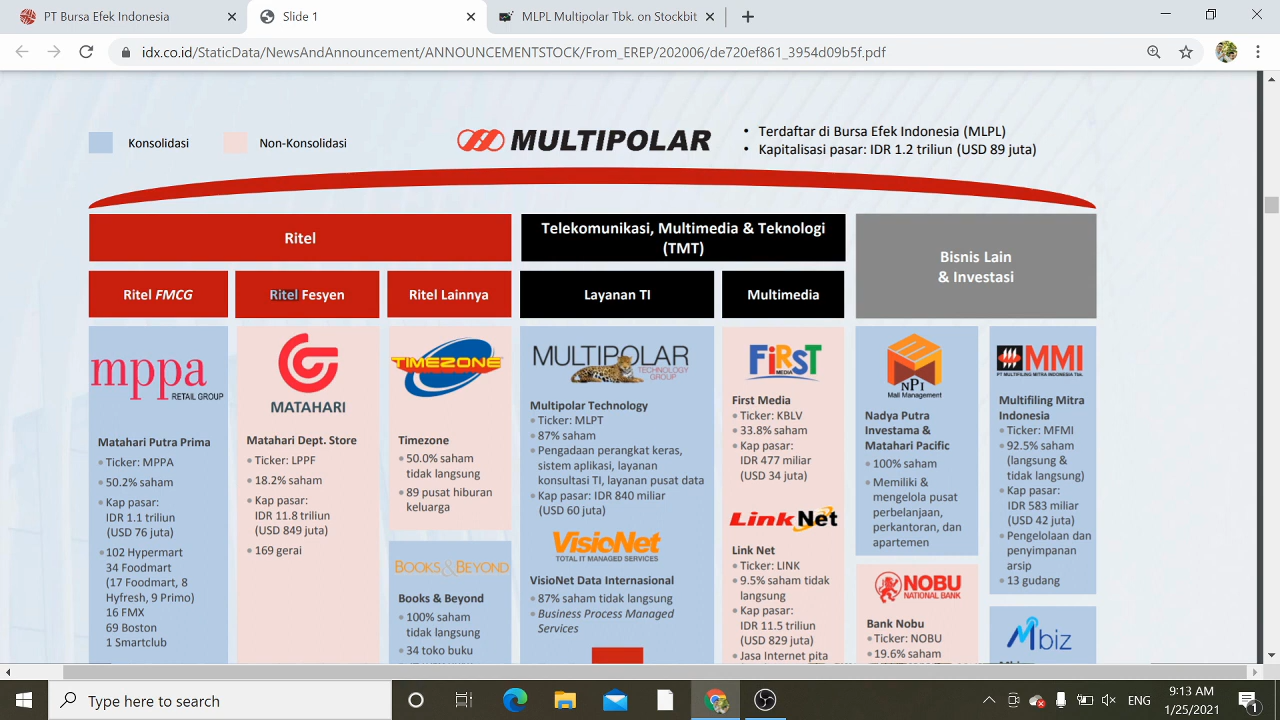 PT Bursa Efek Indonesia
Slide 1
MLPL Multipolar Tbk. on Stockbit
idx.co.id/StaticData/NewsAndAnnouncement/ANNOUNCEMENTSTOCK/From_EREP/202006/de720ef861_3954d09b5f.pdf
Konsolidasi
Non-Konsolidasi
MULTIPOLAR
• Terdaftar di Bursa Efek Indonesia (MLPL)
• Kapitalisasi pasar: IDR 1.2 triliun (USD 89 juta)
Ritel
Telekomunikasi, Multimedia & Teknologi
(TMT)
Bisnis Lain
& Investasi
Ritel FMCG
Ritel Fesyen
Ritel Lainnya
Layanan TI
Multimedia
mppa
RETAIL GROUP
Matahari Putra Prima
• Ticker: MPPA
• 50.2% saham
• Kap pasar:
IDR 1.1 triliun
(USD 76 juta)
• 102 Hypermart
34 Foodmart
(17 Foodmart, 8
Hyfresh, 9 Primo)
16 FMX
69 Boston
1 Smartclub
MATAHARI
Matahari Dept. Store
• Ticker: LPPF
• 18.2% saham
• Kap pasar:
IDR 11.8 triliun
(USD 849 juta)
• 169 gerai
TIMEZONE
Timezone
• 50.0% saham
tidak langsung
• 89 pusat hiburan
keluarga
BOOKS & BEYOND
Books & Beyond
• 100% saham
tidak langsung
• 34 toko buku
MULTIPOLAR
TECHNOLOGY
GROUP
Multipolar Technology
• Ticker: MLPT
• 87% saham
• Pengadaan perangkat keras,
sistem aplikasi, layanan
konsultasi TI, layanan pusat data
• Kap pasar: IDR 840 miliar
(USD 60 juta)
VisioNet
TOTAL IT MANAGED SERVICES
VisioNet Data Internasional
• 87% saham tidak langsung
• Business Process Managed
Services
FiRST
MEDIA
First Media
• Ticker: KBLV
• 33.8% saham
• Kap pasar:
IDR 477 miliar
(USD 34 juta)
Link Net
Link Net
• Ticker: LINK
• 9.5% saham tidak
langsung
• Kap pasar:
IDR 11.5 triliun
(USD 829 juta)
• Jasa Internet pita
NPI
Mall Management
Nadya Putra
Investama &
Matahari Pacific
• 100% saham
• Memiliki &
mengelola pusat
perbelanjaan,
perkantoran, dan
apartemen
NOBU
NATIONAL BANK
Bank Nobu
• Ticker: NOBU
• 19.6% saham
MMI
PT MULTIFILING MITRA INDONESIA Tbk.
Multifiling Mitra
Indonesia
• Ticker: MFMI
• 92.5% saham
(langsung &
tidak langsung)
• Kap pasar:
IDR 583 miliar
(USD 42 juta)
• Pengelolaan dan
penyimpanan
arsip
• 13 gudang
Mbiz
Type here to search
ENG
9:13 AM
1/25/2021
1